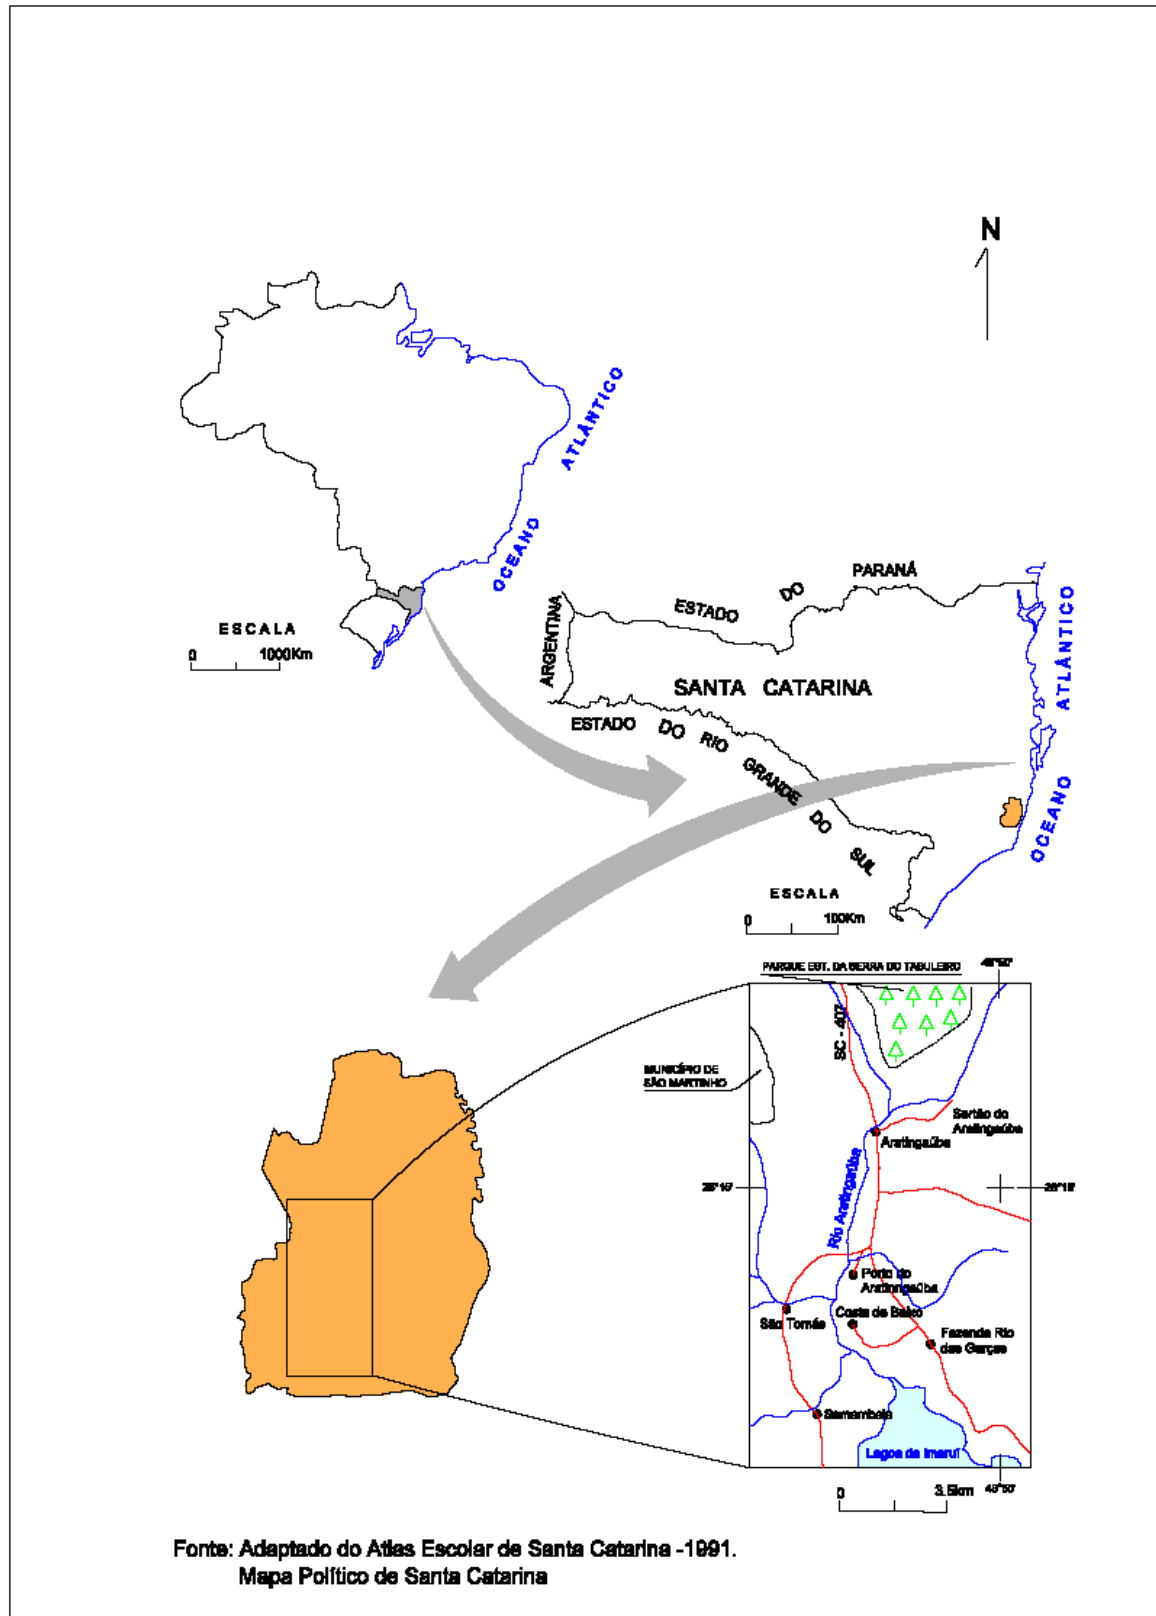 N
OCEANO ATLÂNTICO
ESCALA
0 1000Km
ESTADO DO PARANÁ
ARGENTINA
SANTA CATARINA
ESTADO DO RIO GRANDE DO SUL
OCEANO ATLÂNTICO
ESCALA
0 100Km
PARQUE EST. DA SERRA DO TABULEIRO
SC - 407
MUNICÍPIO DE
SÃO MARTINHO
Sertão do
Aratingaúba
Aratingaúba
Rio Aratingaúba
Porto do
Aratingaúba
Costa de Baixo
São Tomás
Fazenda Rio
das Garças
Samambaia
Lagoa do Imaruí
0 3.5km
Fonte: Adaptado do Atlas Escolar de Santa Catarina -1991.
Mapa Político de Santa Catarina